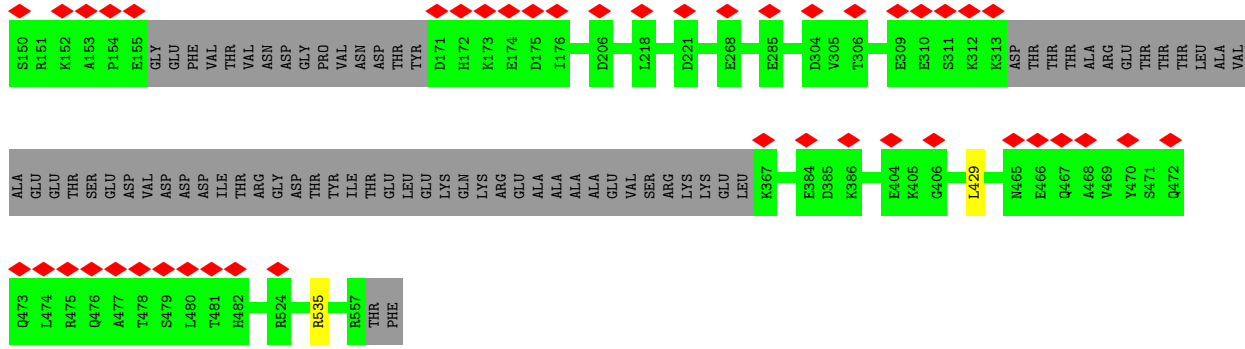 S150 R151 K152 A153 P154 E155 GLY GLU PHE VAL THR VAL ASN ASP GLY PRO VAL ASN ASP THR TYR D171 H172 K173 E174 D175 I176 D206 L218 D221 E268 E285 D304 V305 T306 E309 E310 S311 K312 K313 ASP THR THR THR ALA ARG GLU THR THR THR LEU ALA VAL
ALA GLU GLU THR SER GLU ASP VAL ASP ASP ASP ILE THR ARG GLY ASP THR TYR ILE THR GLU LEU GLU LYS GLN LYS ARG GLU ALA ALA ALA ALA GLU VAL SER ARG LYS LYS GLU LEU K367 E384 D385 K386 E404 K405 G406 L429 N465 E466 Q467 A468 V469 Y470 S471 Q472
Q473 L474 R475 Q476 A477 T478 S479 L480 T481 H482 R524 R535 R557 THR PHE